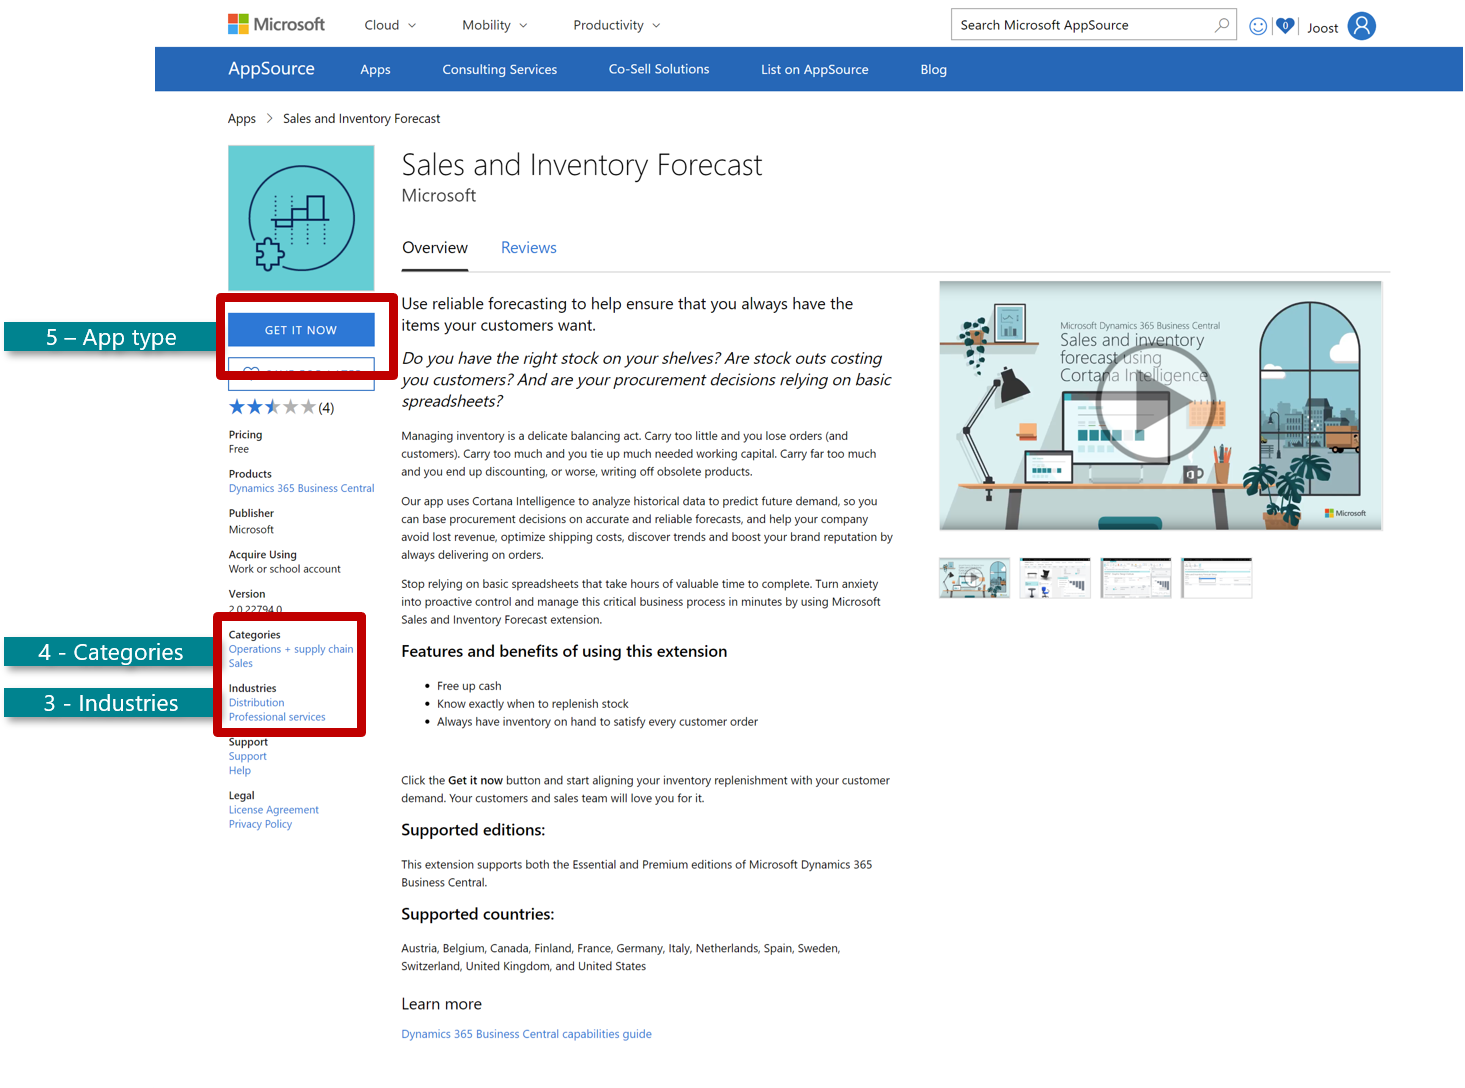 Microsoft
Cloud
Mobility
Productivity
Search Microsoft AppSource
0
Joost
AppSource
Apps
Consulting Services
Co-Sell Solutions
List on AppSource
Blog
Apps > Sales and Inventory Forecast
Sales and Inventory Forecast
Microsoft
Overview
Reviews
5 – App type
GET IT NOW
(4)
Pricing
Free
Products
Dynamics 365 Business Central
Publisher
Microsoft
Acquire Using
Work or school account
Version
2.0.22794.0
4 - Categories
Categories
Operations + supply chain
Sales
3 - Industries
Industries
Distribution
Professional services
Support
Support
Help
Legal
License Agreement
Privacy Policy
Use reliable forecasting to help ensure that you always have the
items your customers want.
Do you have the right stock on your shelves? Are stock outs costing
you customers? And are your procurement decisions relying on basic
spreadsheets?
Managing inventory is a delicate balancing act. Carry too little and you lose orders (and
customers). Carry too much and you tie up much needed working capital. Carry far too much
and you end up discounting, or worse, writing off obsolete products.
Our app uses Cortana Intelligence to analyze historical data to predict future demand, so you
can base procurement decisions on accurate and reliable forecasts, and help your company
avoid lost revenue, optimize shipping costs, discover trends and boost your brand reputation by
always delivering on orders.
Stop relying on basic spreadsheets that take hours of valuable time to complete. Turn anxiety
into proactive control and manage this critical business process in minutes by using Microsoft
Sales and Inventory Forecast extension.
Features and benefits of using this extension
• Free up cash
• Know exactly when to replenish stock
• Always have inventory on hand to satisfy every customer order
Click the Get it now button and start aligning your inventory replenishment with your customer
demand. Your customers and sales team will love you for it.
Supported editions:
This extension supports both the Essential and Premium editions of Microsoft Dynamics 365
Business Central.
Supported countries:
Austria, Belgium, Canada, Finland, France, Germany, Italy, Netherlands, Spain, Sweden,
Switzerland, United Kingdom, and United States
Learn more
Dynamics 365 Business Central capabilities guide
Microsoft Dynamics 365 Business Central
Sales and inventory
forecast using
Cortana Intelligence
Microsoft